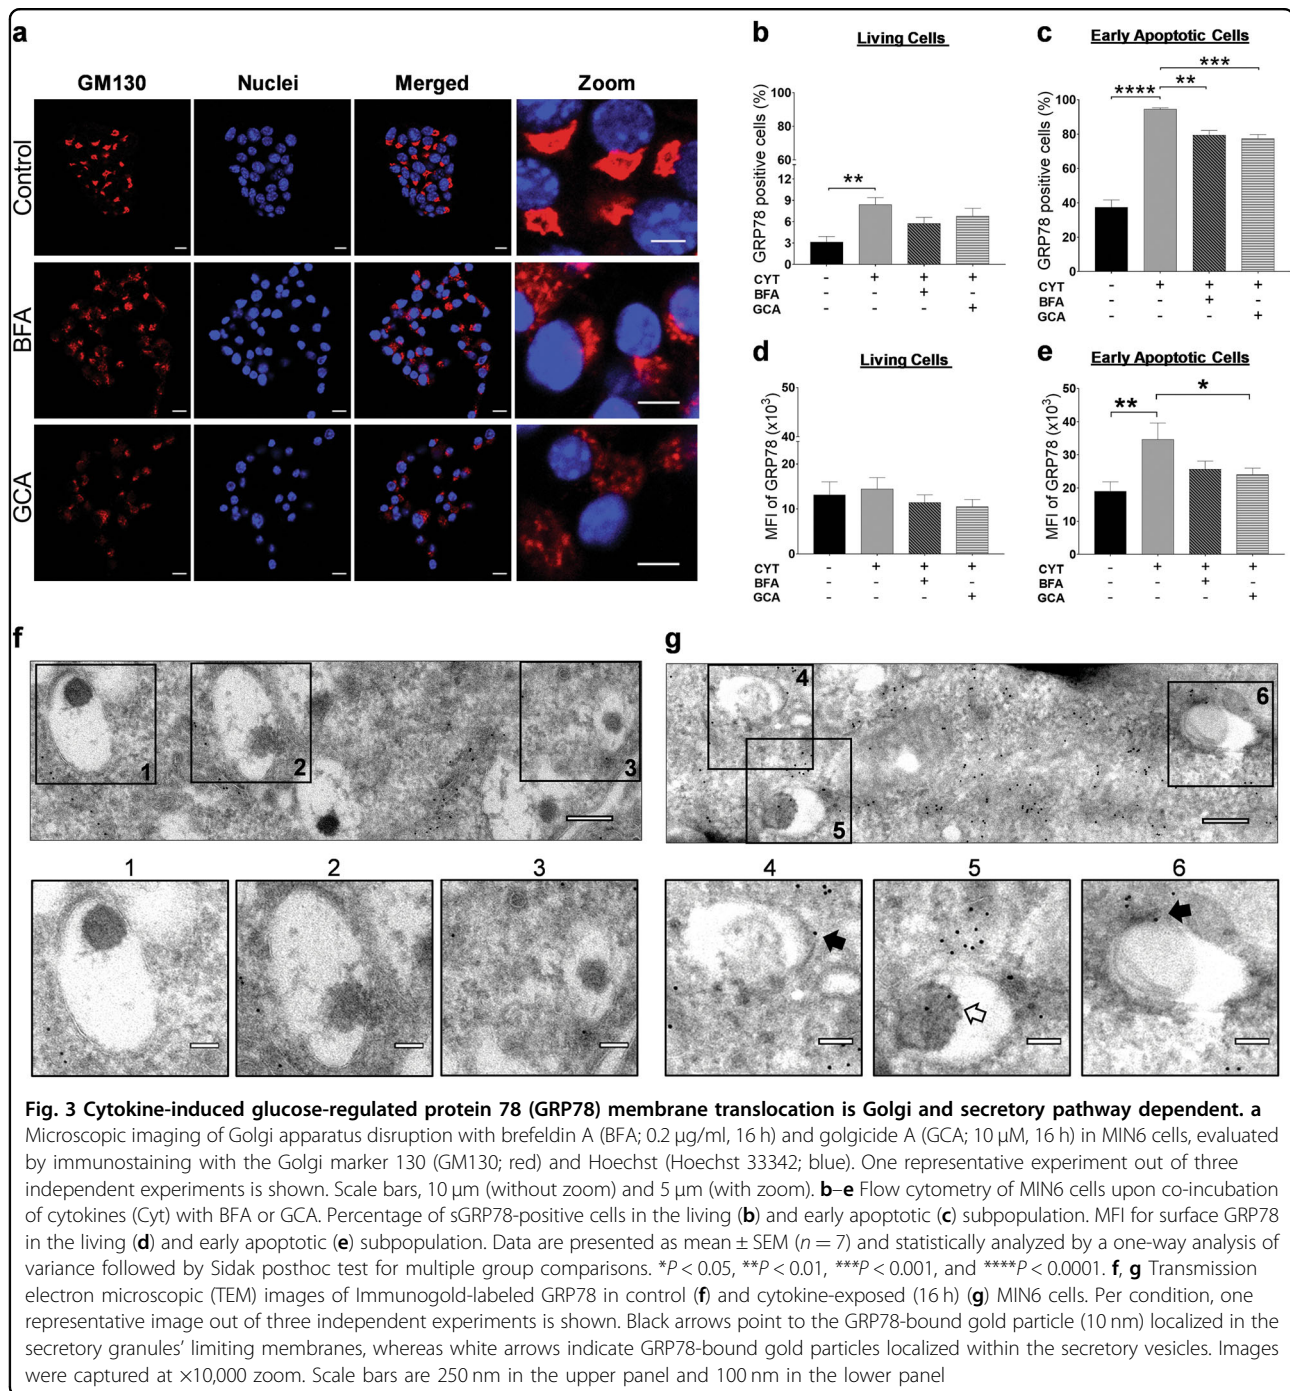 a
GM130 Nuclei Merged Zoom
Control
BFA
GCA
b
Living Cells
GRP78 positive cells (%)
100
80
60
12
9
6
3
0
**
CYT - + + +
BFA - - + -
GCA - - - +
c
Early Apoptotic Cells
GRP78 positive cells (%)
100
80
60
40
20
0
***
**
****
CYT - + + +
BFA - - + -
GCA - - - +
d
Living Cells
MFI of GRP78 (x10³)
50
40
20
10
0
CYT - + + +
BFA - - + -
GCA - - - +
e
Early Apoptotic Cells
MFI of GRP78 (x10³)
50
40
30
20
10
0
*
**
CYT - + + +
BFA - - + -
GCA - - - +
f
1
2
3
1 2 3
g
4
5
6
4 5 6
Fig. 3 Cytokine-induced glucose-regulated protein 78 (GRP78) membrane translocation is Golgi and secretory pathway dependent. a
Microscopic imaging of Golgi apparatus disruption with brefeldin A (BFA; 0.2 µg/ml, 16 h) and golgicide A (GCA; 10 µM, 16 h) in MIN6 cells, evaluated
by immunostaining with the Golgi marker 130 (GM130; red) and Hoechst (Hoechst 33342; blue). One representative experiment out of three
independent experiments is shown. Scale bars, 10 µm (without zoom) and 5 µm (with zoom). b–e Flow cytometry of MIN6 cells upon co-incubation
of cytokines (Cyt) with BFA or GCA. Percentage of sGRP78-positive cells in the living (b) and early apoptotic (c) subpopulation. MFI for surface GRP78
in the living (d) and early apoptotic (e) subpopulation. Data are presented as mean ± SEM (n = 7) and statistically analyzed by a one-way analysis of
variance followed by Sidak posthoc test for multiple group comparisons. *P < 0.05, **P < 0.01, ***P < 0.001, and ****P < 0.0001. f, g Transmission
electron microscopic (TEM) images of Immunogold-labeled GRP78 in control (f) and cytokine-exposed (16 h) (g) MIN6 cells. Per condition, one
representative image out of three independent experiments is shown. Black arrows point to the GRP78-bound gold particle (10 nm) localized in the
secretory granules' limiting membranes, whereas white arrows indicate GRP78-bound gold particles localized within the secretory vesicles. Images
were captured at ×10,000 zoom. Scale bars are 250 nm in the upper panel and 100 nm in the lower panel